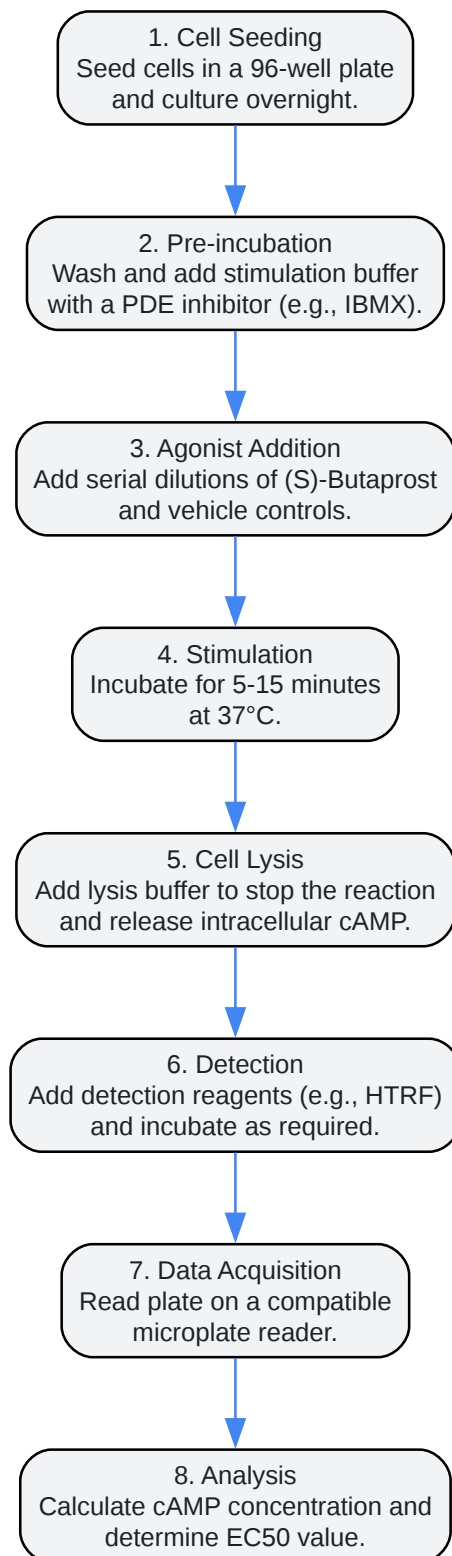 1. Cell Seeding
Seed cells in a 96-well plate
and culture overnight.
2. Pre-incubation
Wash and add stimulation buffer
with a PDE inhibitor (e.g., IBMX).
3. Agonist Addition
Add serial dilutions of (S)-Butaprost
and vehicle controls.
4. Stimulation
Incubate for 5-15 minutes
at 37°C.
5. Cell Lysis
Add lysis buffer to stop the reaction
and release intracellular cAMP.
6. Detection
Add detection reagents (e.g., HTRF)
and incubate as required.
7. Data Acquisition
Read plate on a compatible
microplate reader.
8. Analysis
Calculate cAMP concentration and
determine EC50 value.